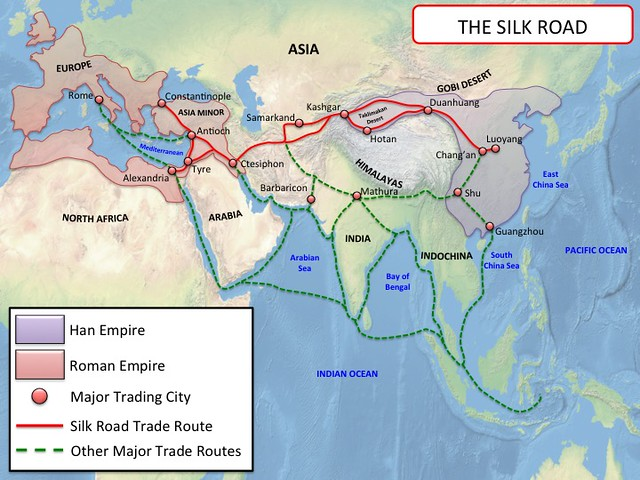 THE SILK ROAD
ASIA
EUROPE
GOBI DESERT
Rome
Constantinople
Kashgar
Duanhuang
ASIA MINOR
Samarkand
Taklimakan
Desert
Antioch
Hotan
Luoyang
Mediterranean
Chang'an
Tyre
Ctesiphon
HIMALAYAS
Alexandria
Barbaricon
Mathura
Shu
East
China Sea
NORTH AFRICA
ARABIA
Guangzhou
INDIA
INDOCHINA
PACIFIC OCEAN
Arabian
Sea
South
China Sea
Bay of
Bengal
INDIAN OCEAN
Han Empire
Roman Empire
Major Trading City
Silk Road Trade Route
Other Major Trade Routes